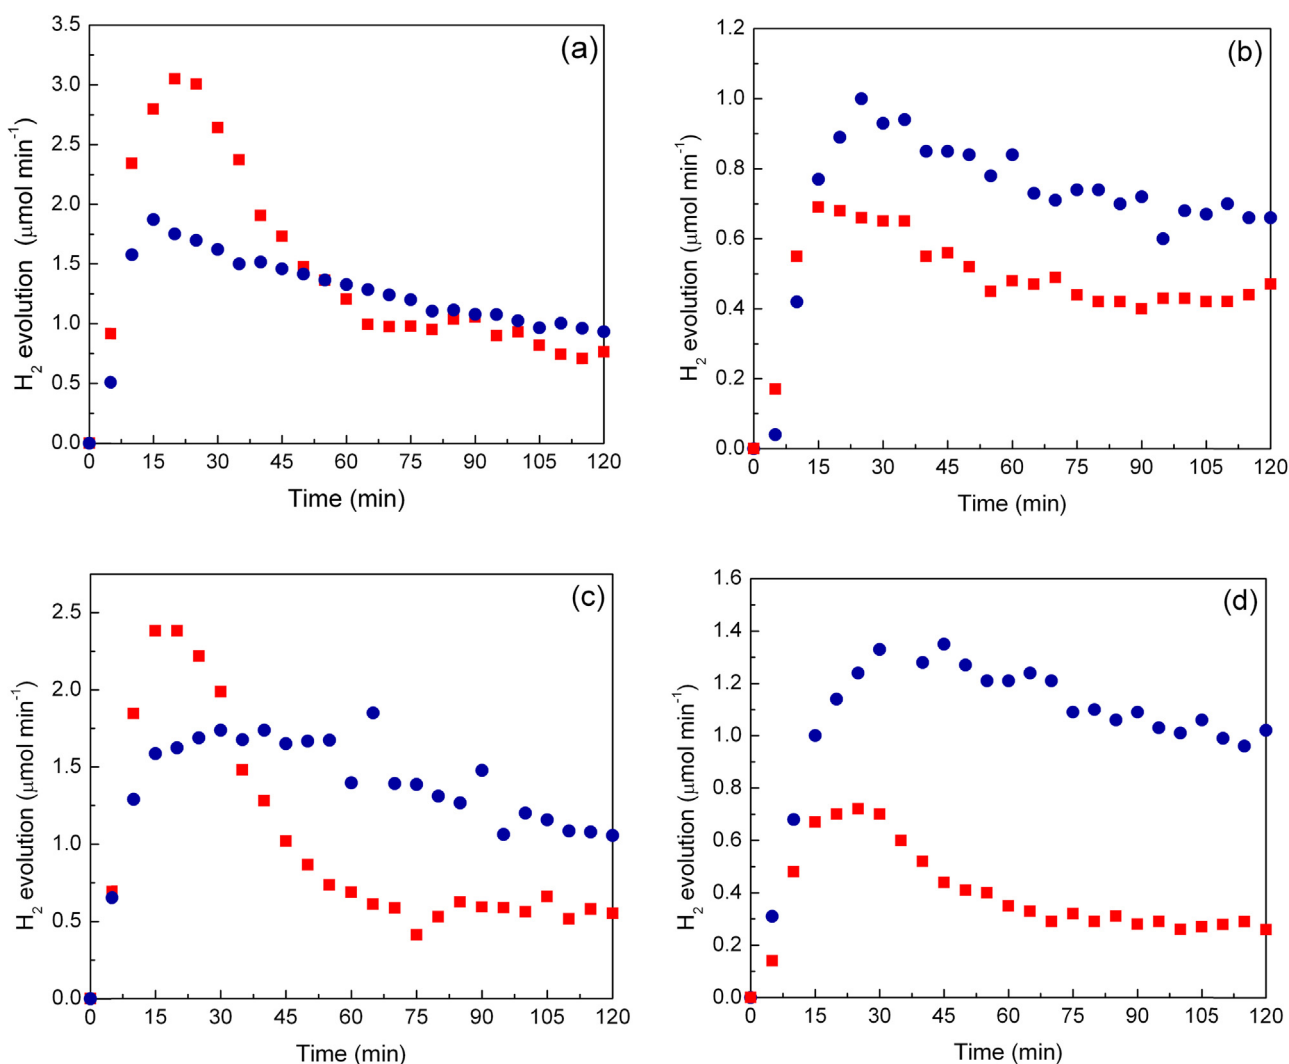 (a)
H₂ evolution (μmol min⁻¹)
3.5
3.0
2.5
2.0
1.5
1.0
0.5
0.0
0 15 30 45 60 75 90 105 120
Time (min)
(b)
H₂ evolution (μmol min⁻¹)
1.2
1.0
0.8
0.6
0.4
0.2
0.0
0 15 30 45 60 75 90 105 120
Time (min)
(c)
H₂ evolution (μmol min⁻¹)
2.5
2.0
1.5
1.0
0.5
0.0
0 15 30 45 60 75 90 105 120
Time (min)
(d)
H₂ evolution (μmol min⁻¹)
1.6
1.4
1.2
1.0
0.8
0.6
0.4
0.2
0.0
0 15 30 45 60 75 90 105 120
Time (min)